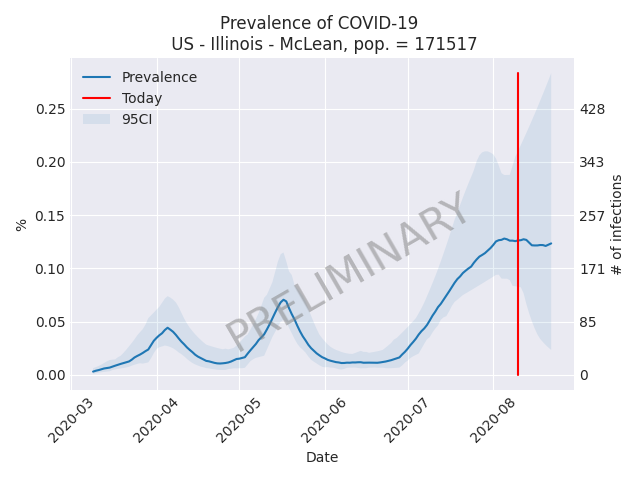 Prevalence of COVID-19
US - Illinois - McLean, pop. = 171517
Prevalence
Today
95CI
0.25
0.20
0.15
0.10
0.05
0.00
%
428
343
257
171
85
0
# of infections
PRELIMINARY
2020-03
2020-04
2020-05
2020-06
2020-07
2020-08
Date